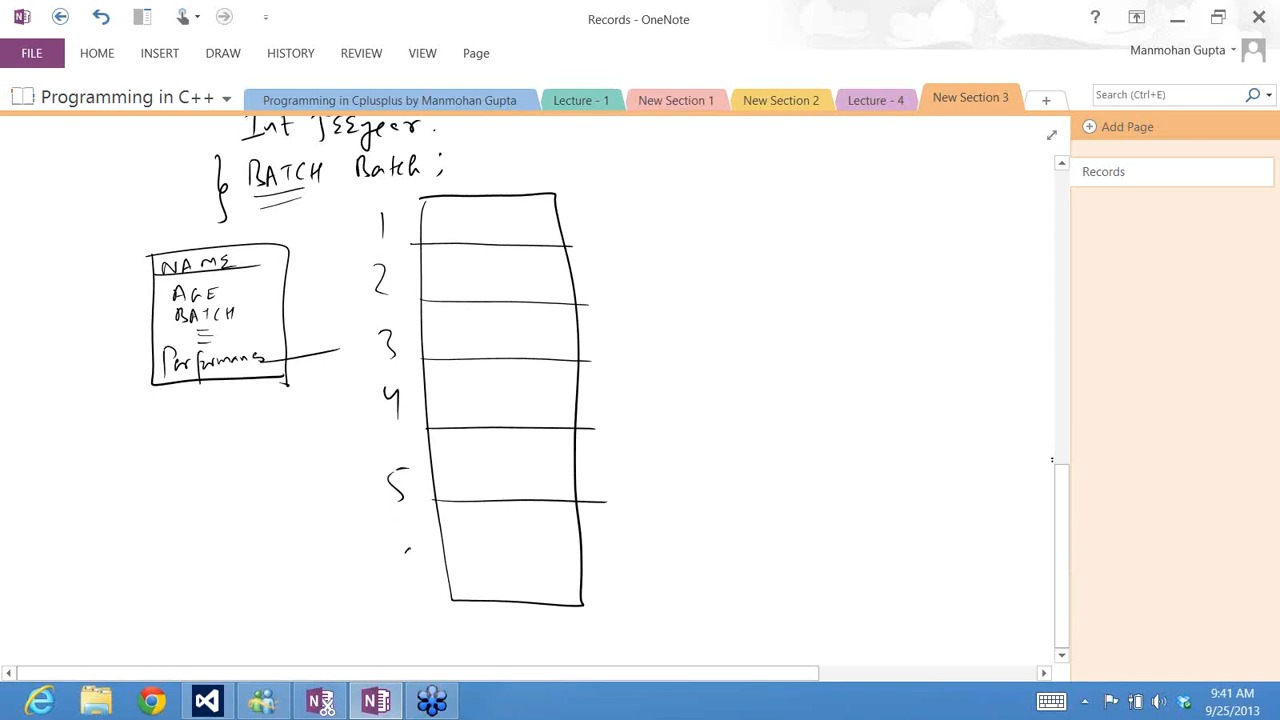 Records - OneNote
?
FILE
HOME
INSERT
DRAW
HISTORY
REVIEW
VIEW
Page
Manmohan Gupta
Programming in C++
Programming in Cplusplus by Manmohan Gupta
Lecture - 1
New Section 1
New Section 2
Lecture - 4
New Section 3
+
Search (Ctrl+E)
Add Page
Records
Int JEEyear.
} BATCH Batch;
NAME
AGE
BATCH
Performance
1
2
3
4
5
9:41 AM
9/25/2013